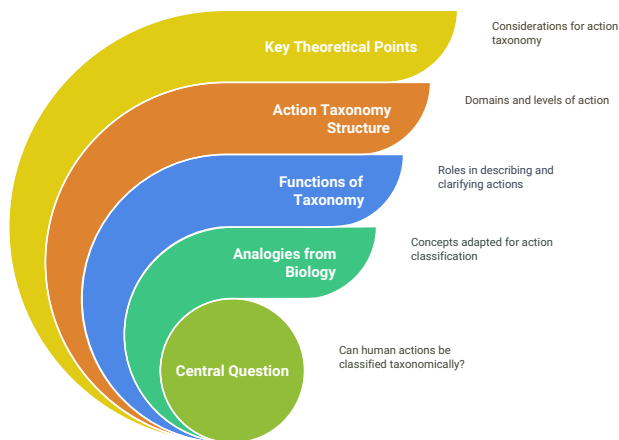 Key Theoretical Points
Considerations for action
taxonomy
Action Taxonomy
Structure
Domains and levels of action
Functions of
Taxonomy
Roles in describing and
clarifying actions
Analogies from
Biology
Concepts adapted for action
classification
Central Question
Can human actions be
classified taxonomically?